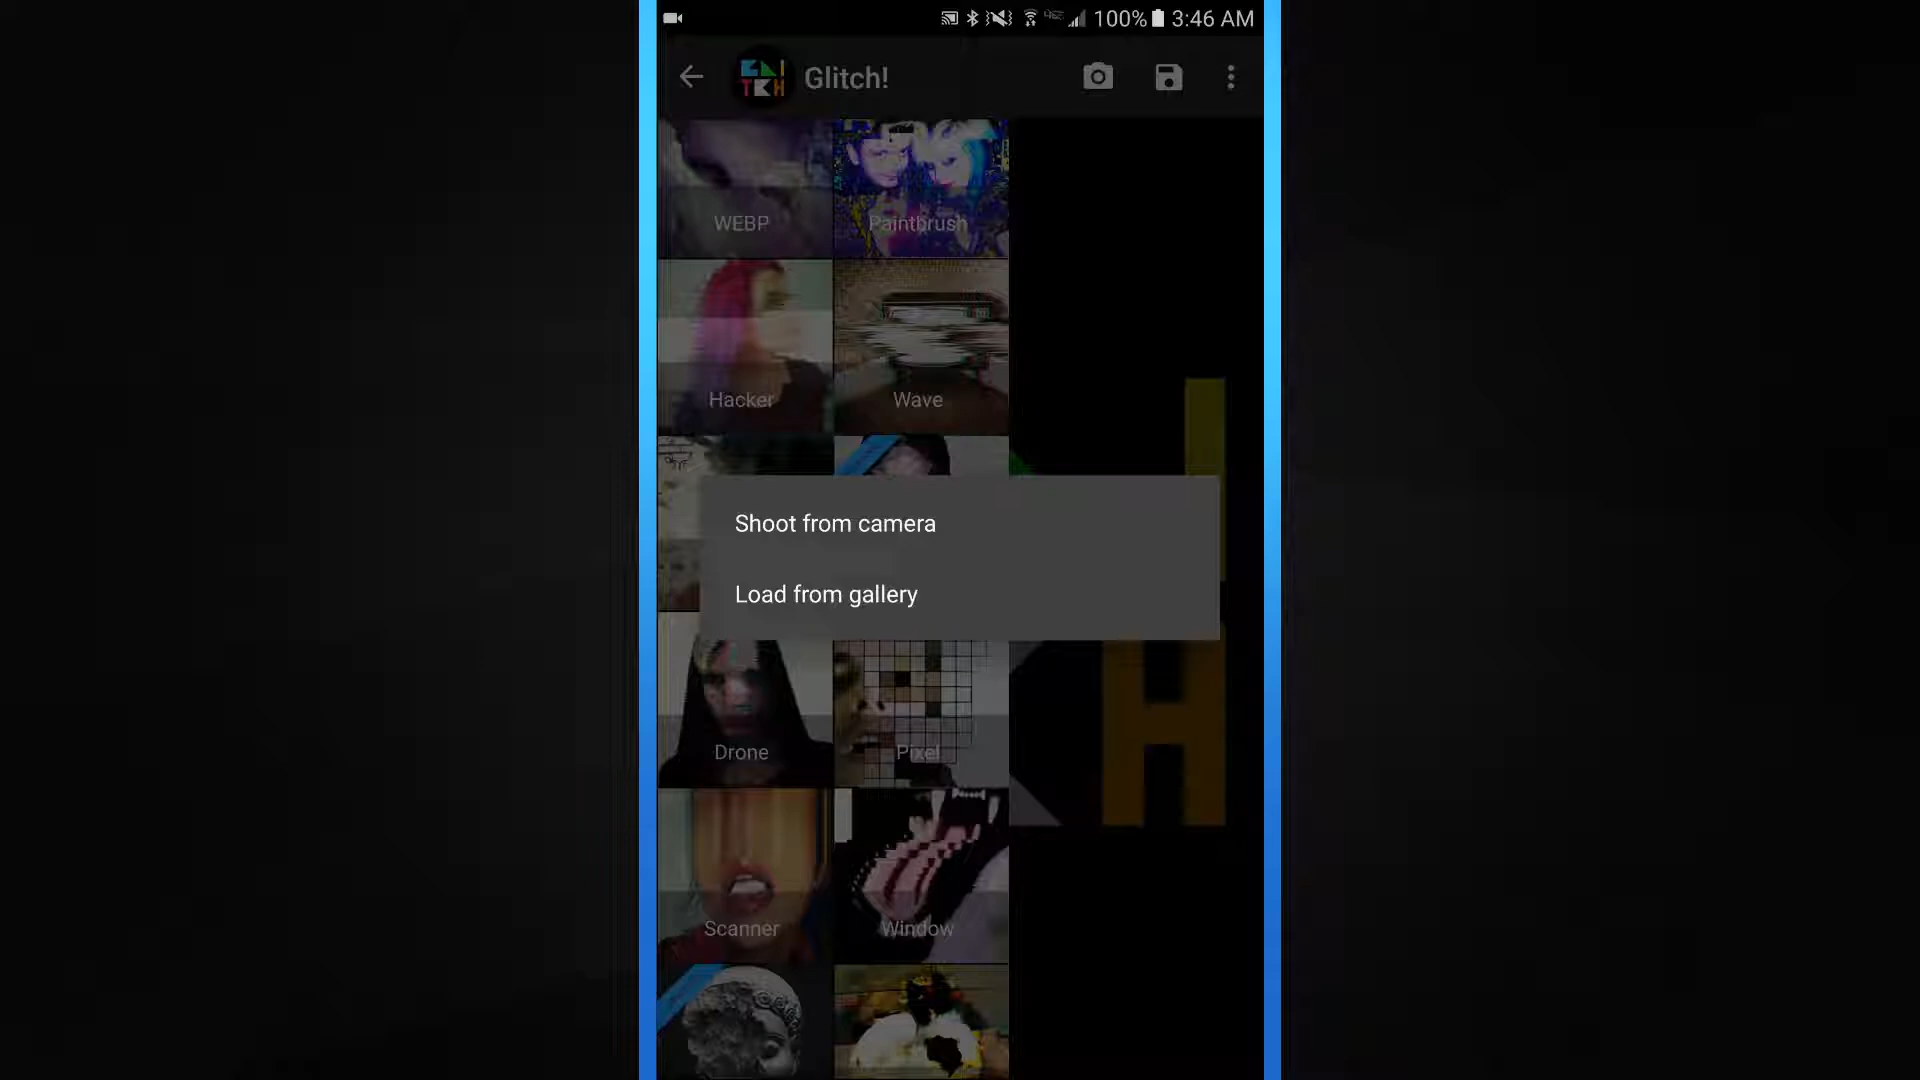 100% 3:46 AM
Glitch!
WEBP
Paintbrush
Hacker
Wave
Shoot from camera
Load from gallery
Drone
Pixel
Scanner
Window